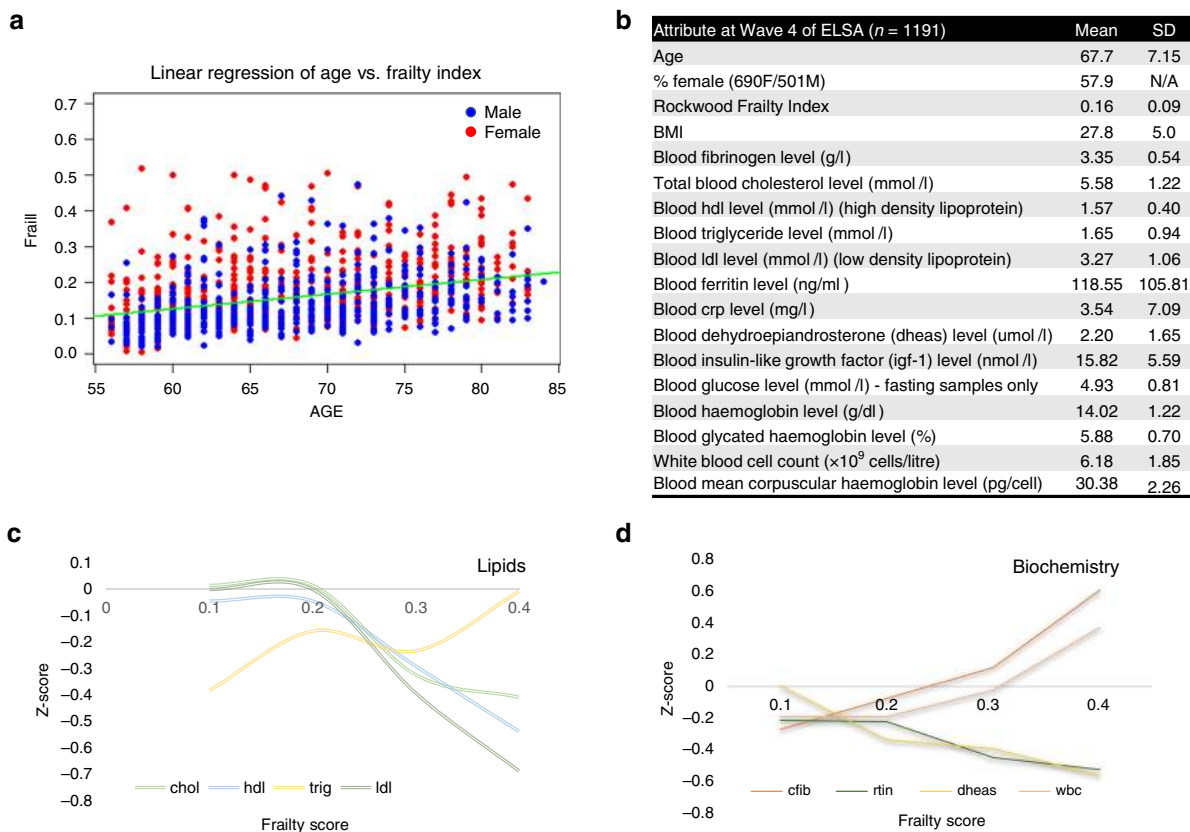 a
Linear regression of age vs. frailty index
0.7
0.6
0.5
0.4
0.3
0.2
0.1
0.0
Fraill
Male
Female
55 60 65 70 75 80 85
AGE
b
Attribute at Wave 4 of ELSA (n = 1191) Mean SD
Age 67.7 7.15
% female (690F/501M) 57.9 N/A
Rockwood Frailty Index 0.16 0.09
BMI 27.8 5.0
Blood fibrinogen level (g/l) 3.35 0.54
Total blood cholesterol level (mmol /l) 5.58 1.22
Blood hdl level (mmol /l) (high density lipoprotein) 1.57 0.40
Blood triglyceride level (mmol /l) 1.65 0.94
Blood ldl level (mmol /l) (low density lipoprotein) 3.27 1.06
Blood ferritin level (ng/ml ) 118.55 105.81
Blood crp level (mg/l ) 3.54 7.09
Blood dehydroepiandrosterone (dheas) level (umol /l) 2.20 1.65
Blood insulin-like growth factor (igf-1) level (nmol /l) 15.82 5.59
Blood glucose level (mmol /l) - fasting samples only 4.93 0.81
Blood haemoglobin level (g/dl ) 14.02 1.22
Blood glycated haemoglobin level (%) 5.88 0.70
White blood cell count (×10⁹ cells/litre) 6.18 1.85
Blood mean corpuscular haemoglobin level (pg/cell) 30.38 2.26
c
Lipids
0.1
0
–0.1
–0.2
–0.3
–0.4
–0.5
–0.6
–0.7
–0.8
Z-score
0 0.1 0.2 0.3 0.4
chol hdl trig ldl
Frailty score
d
Biochemistry
0.8
0.6
0.4
0.2
0
–0.2
–0.4
–0.6
–0.8
Z-score
0.1 0.2 0.3 0.4
cfib rtin dheas wbc
Frailty score